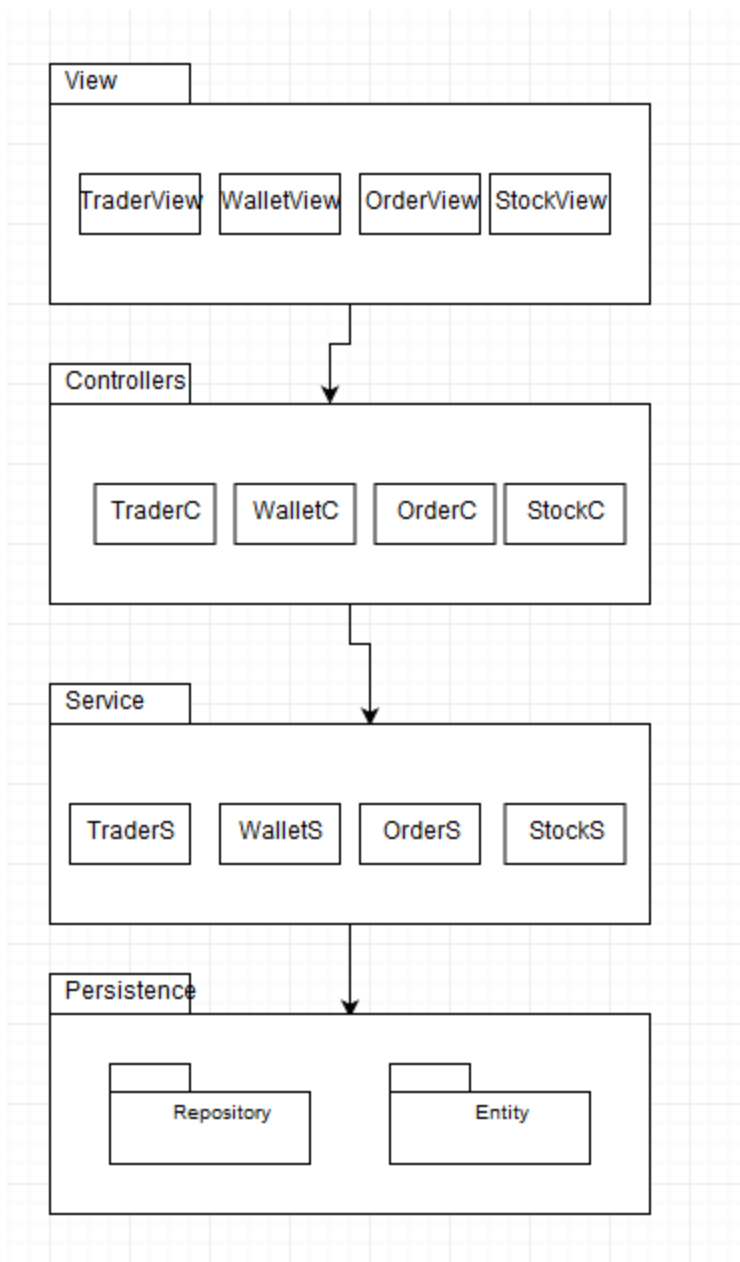 View
TraderView WalletView OrderView StockView
Controllers
TraderC WalletC OrderC StockC
Service
TraderS WalletS OrderS StockS
Persistence
Repository Entity